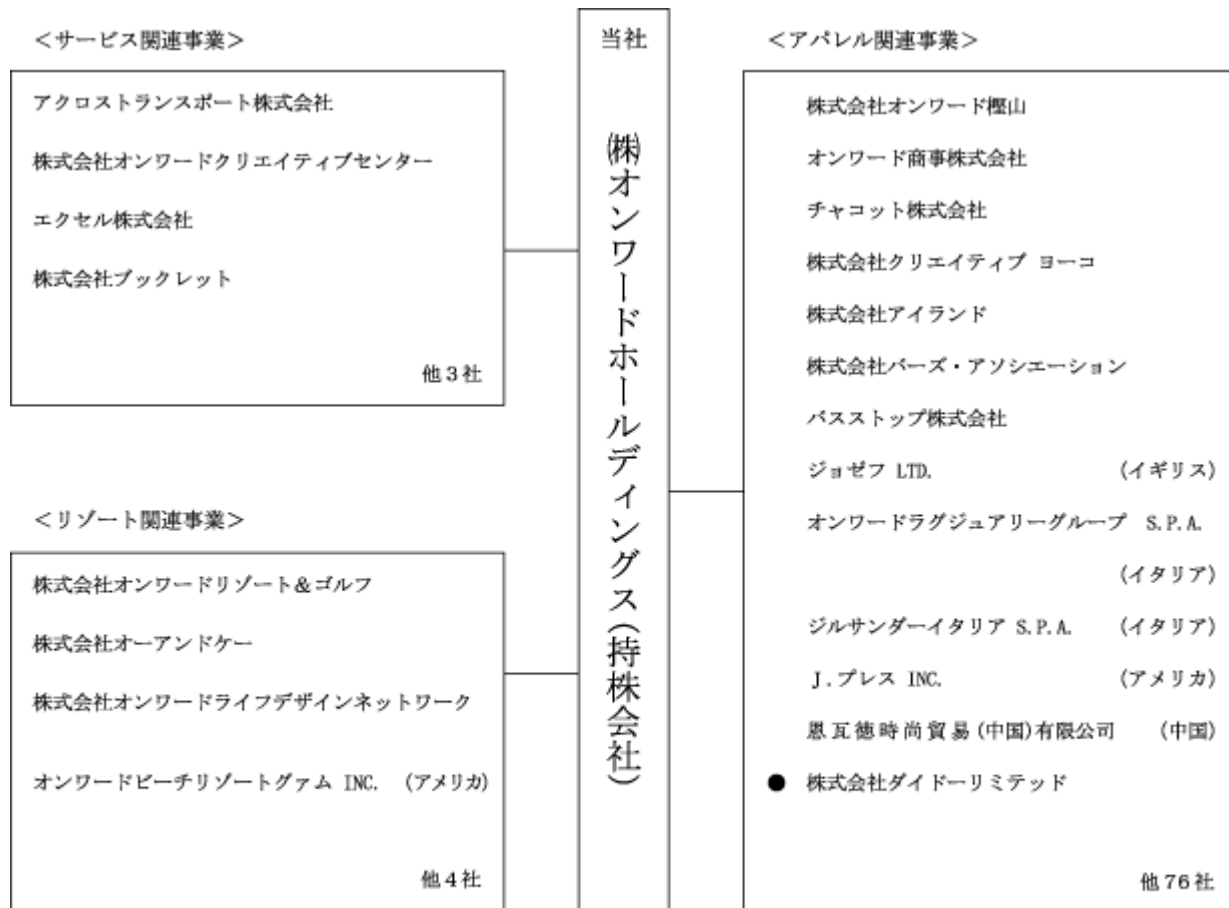 ＜サービス関連事業＞
アクロストランスポート株式会社
株式会社オンワードクリエイティブセンター
エクセル株式会社
株式会社ブックレット
他３社
＜リゾート関連事業＞
株式会社オンワードリゾート＆ゴルフ
株式会社オーアンドケー
株式会社オンワードライフデザインネットワーク
オンワードビーチリゾートグァム INC. （アメリカ）
他４社
当社
㈱オンワードホールディングス（持株会社）
＜アパレル関連事業＞
株式会社オンワード樫山
オンワード商事株式会社
チャコット株式会社
株式会社クリエイティブ ヨーコ
株式会社アイランド
株式会社バーズ・アソシエーション
バスストップ株式会社
ジョゼフ LTD. （イギリス）
オンワードラグジュアリーグループ S.P.A.
（イタリア）
ジルサンダーイタリア S.P.A. （イタリア）
J.プレス INC. （アメリカ）
恩瓦徳時尚貿易(中国)有限公司 （中国）
● 株式会社ダイドーリミテッド
他76社